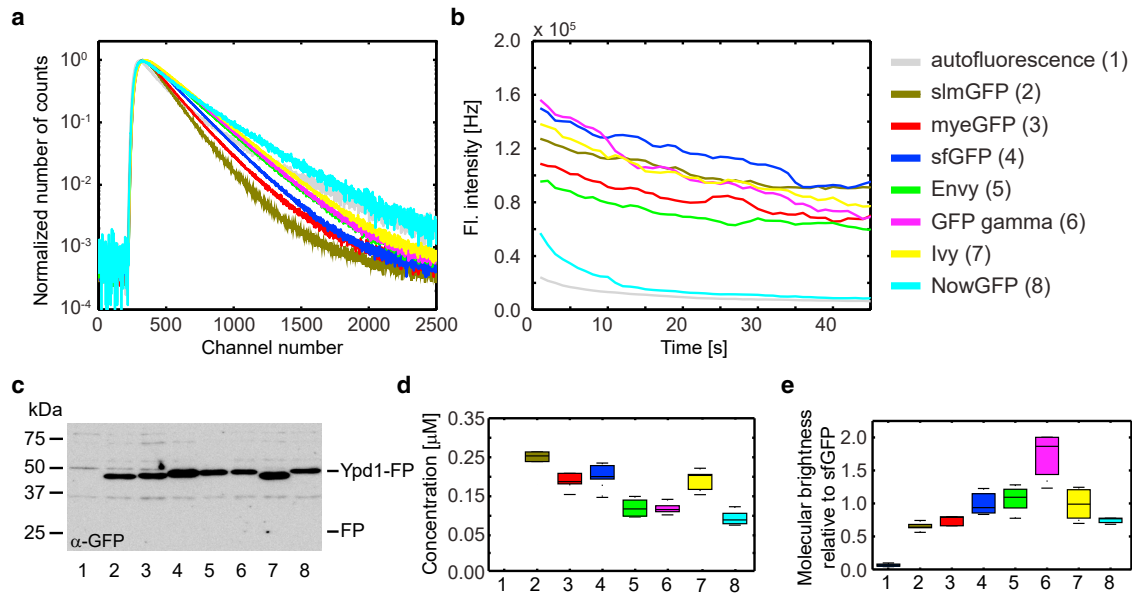 a
Normalized number of counts
10⁰
10⁻¹
10⁻²
10⁻³
10⁻⁴
0 500 1000 1500 2000 2500
Channel number
b
x 10⁵
Fl. intensity [Hz]
2.0
1.6
1.2
0.8
0.4
0.0
10 20 30 40
Time [s]
autofluorescence (1)
slmGFP (2)
myeGFP (3)
sfGFP (4)
Envy (5)
GFP gamma (6)
Ivy (7)
NowGFP (8)
c
kDa
75
50
37
25
Ypd1-FP
FP
α-GFP
1 2 3 4 5 6 7 8
d
Concentration [µM]
0.35
0.25
0.15
0.05
0.00
1 2 3 4 5 6 7 8
e
Molecular brightness
relative to sfGFP
2.0
1.5
1.0
0.5
0.0
1 2 3 4 5 6 7 8